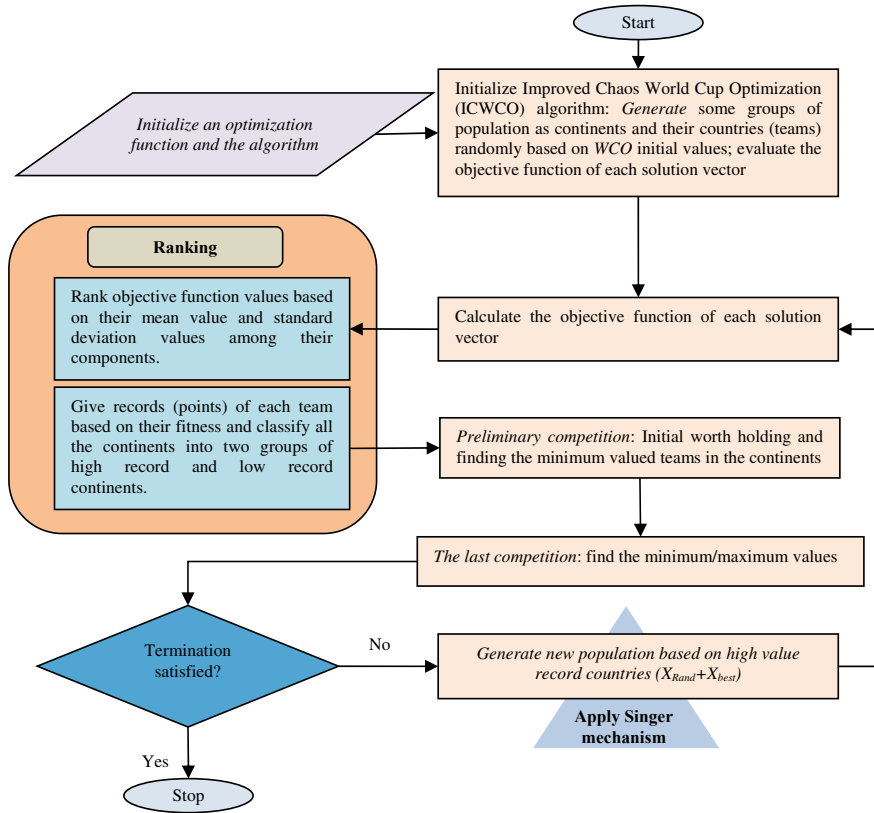 Start
Initialize an optimization
function and the algorithm
Initialize Improved Chaos World Cup Optimization
(ICWCO) algorithm: Generate some groups of
population as continents and their countries (teams)
randomly based on WCO initial values; evaluate the
objective function of each solution vector
Ranking
Rank objective function values based
on their mean value and standard
deviation values among their
components.
Calculate the objective function of each solution
vector
Give records (points) of each team
based on their fitness and classify all
the continents into two groups of
high record and low record
continents.
Preliminary competition: Initial worth holding and
finding the minimum valued teams in the continents
The last competition: find the minimum/maximum values
Termination
satisfied?
No
Generate new population based on high value
record countries (XRand+Xbest)
Apply Singer
mechanism
Yes
Stop